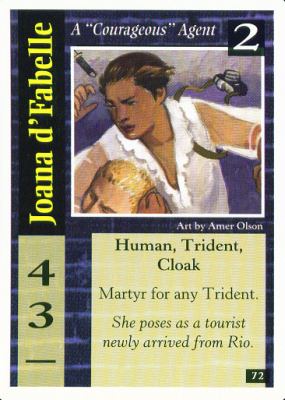 Joana d'Fabelle
A "Courageous" Agent
2
Art by Amer Olson
4
3
—
Human, Trident,
Cloak
Martyr for any Trident.
She poses as a tourist
newly arrived from Rio.
72